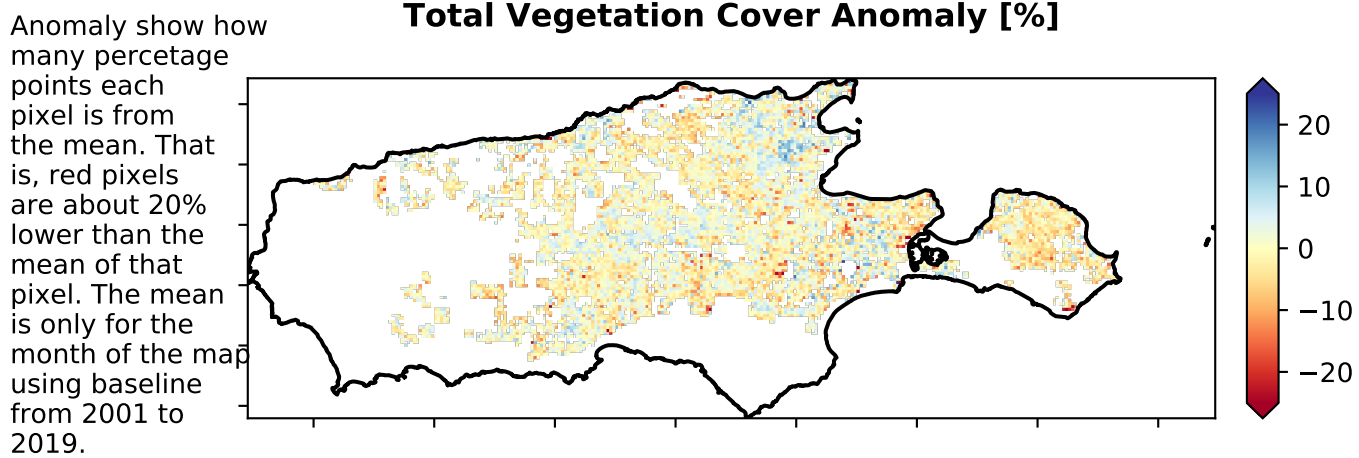 Total Vegetation Cover Anomaly [%]
Anomaly show how
many percetage
points each
pixel is from
the mean. That
is, red pixels
are about 20%
lower than the
mean of that
pixel. The mean
is only for the
month of the map
using baseline
from 2001 to
2019.
20
10
0
−10
−20